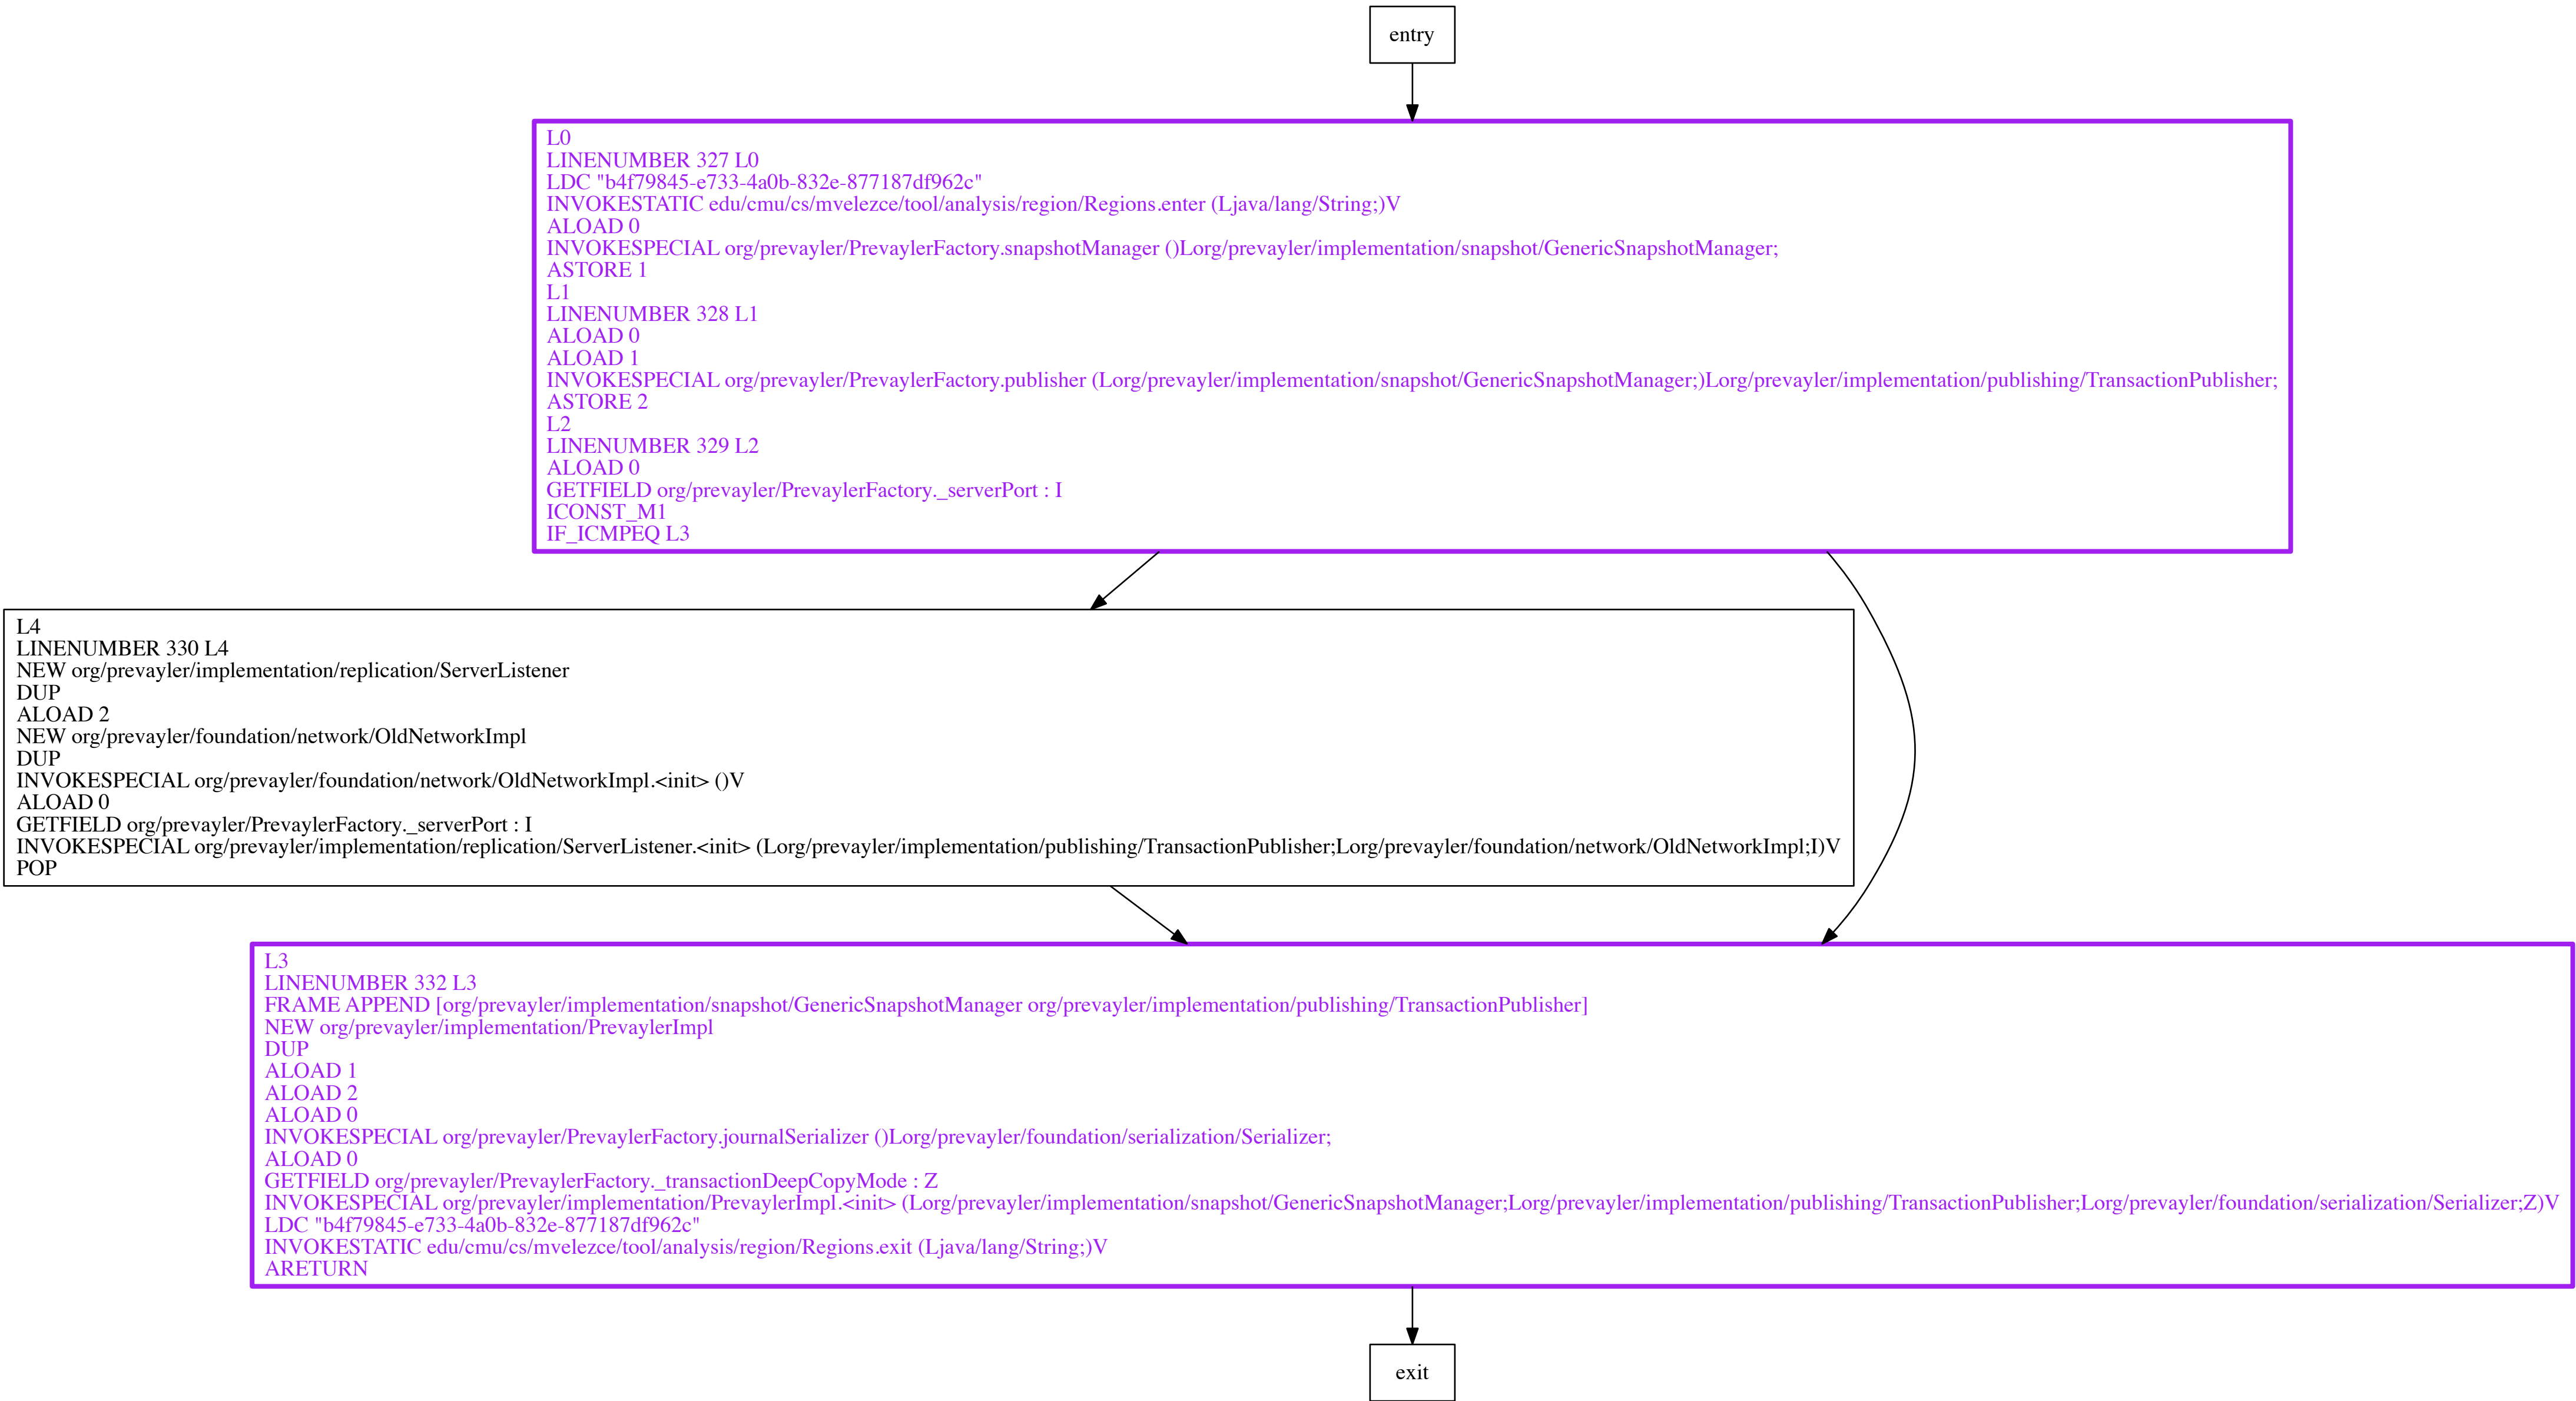 entry
L0
LINENUMBER 327 L0
LDC "b4f79845-e733-4a0b-832e-877187df962c"
INVOKESTATIC edu/cmu/cs/mvelezce/tool/analysis/region/Regions.enter (Ljava/lang/String;)V
ALOAD 0
INVOKESPECIAL org/prevayler/PrevaylerFactory.snapshotManager ()Lorg/prevayler/implementation/snapshot/GenericSnapshotManager;
ASTORE 1
L1
LINENUMBER 328 L1
ALOAD 0
ALOAD 1
INVOKESPECIAL org/prevayler/PrevaylerFactory.publisher (Lorg/prevayler/implementation/snapshot/GenericSnapshotManager;)Lorg/prevayler/implementation/publishing/TransactionPublisher;
ASTORE 2
L2
LINENUMBER 329 L2
ALOAD 0
GETFIELD org/prevayler/PrevaylerFactory._serverPort : I
ICONST_M1
IF_ICMPEQ L3
L4
LINENUMBER 330 L4
NEW org/prevayler/implementation/replication/ServerListener
DUP
ALOAD 2
NEW org/prevayler/foundation/network/OldNetworkImpl
DUP
INVOKESPECIAL org/prevayler/foundation/network/OldNetworkImpl.<init> ()V
ALOAD 0
GETFIELD org/prevayler/PrevaylerFactory._serverPort : I
INVOKESPECIAL org/prevayler/implementation/replication/ServerListener.<init> (Lorg/prevayler/implementation/publishing/TransactionPublisher;Lorg/prevayler/foundation/network/OldNetworkImpl;I)V
POP
L3
LINENUMBER 332 L3
FRAME APPEND [org/prevayler/implementation/snapshot/GenericSnapshotManager org/prevayler/implementation/publishing/TransactionPublisher]
NEW org/prevayler/implementation/PrevaylerImpl
DUP
ALOAD 1
ALOAD 2
ALOAD 0
INVOKESPECIAL org/prevayler/PrevaylerFactory.journalSerializer ()Lorg/prevayler/foundation/serialization/Serializer;
ALOAD 0
GETFIELD org/prevayler/PrevaylerFactory._transactionDeepCopyMode : Z
INVOKESPECIAL org/prevayler/implementation/PrevaylerImpl.<init> (Lorg/prevayler/implementation/snapshot/GenericSnapshotManager;Lorg/prevayler/implementation/publishing/TransactionPublisher;Lorg/prevayler/foundation/serialization/Serializer;Z)V
LDC "b4f79845-e733-4a0b-832e-877187df962c"
INVOKESTATIC edu/cmu/cs/mvelezce/tool/analysis/region/Regions.exit (Ljava/lang/String;)V
ARETURN
exit